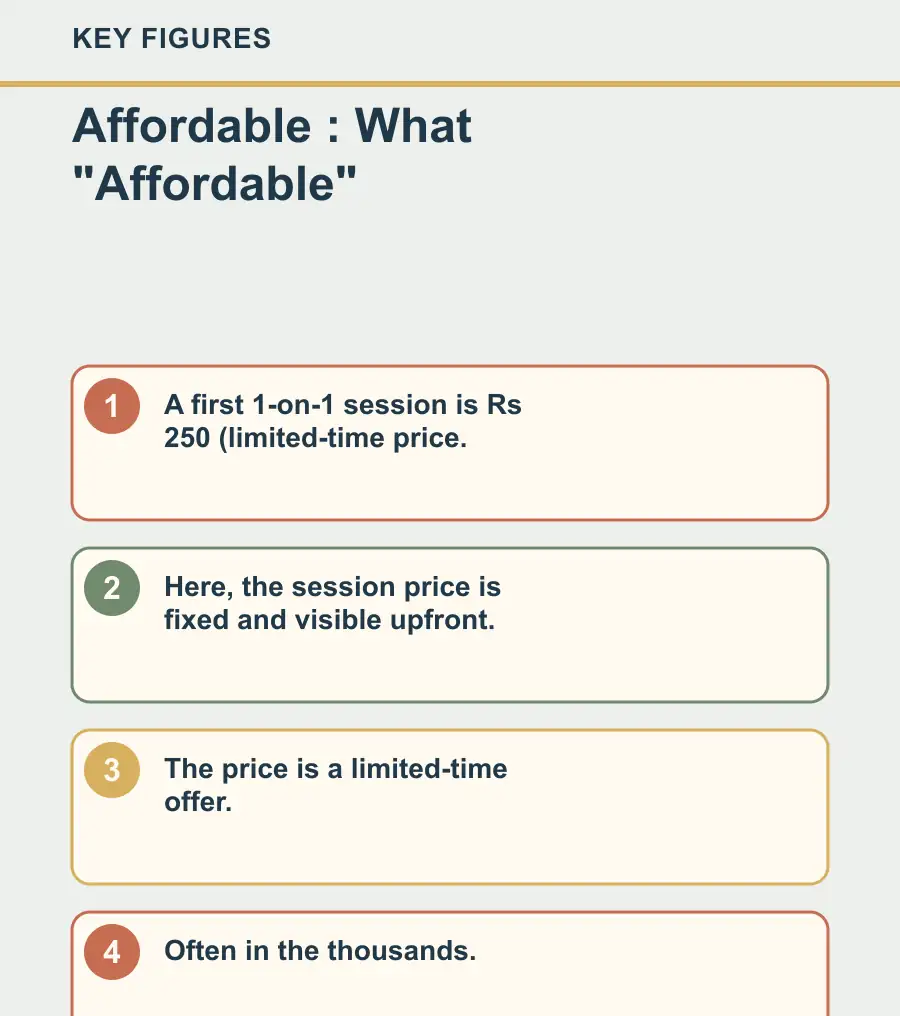 KEY FIGURES
Affordable : What
"Affordable"
1
A first 1-on-1 session is Rs
250 (limited-time price.
2
Here, the session price is
fixed and visible upfront.
3
The price is a limited-time
offer.
4
Often in the thousands.